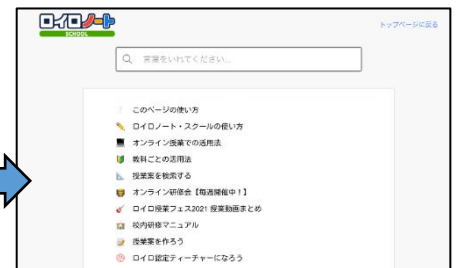 ロイロノート
SCHOOL
トップページに戻る
言葉をいれてください...
このページの使い方
ロイロノート・スクールの使い方
オンライン授業での活用法
教科ごとの活用法
授業案を検索する
オンライン研修会【毎週開催中!】
ロイロ授業フェス2021 授業動画まとめ
校内研修マニュアル
授業案を作ろう
ロイロ認定ティーチャーになろう